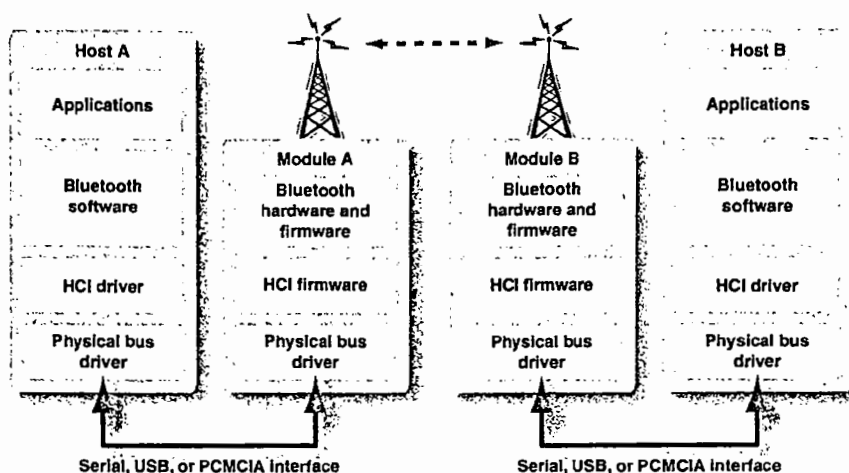 Host A
Applications
Bluetooth
software
HCI driver
Physical bus
driver
Module A
Bluetooth
hardware and
firmware
HCI firmware
Physical bus
driver
Serial, USB, or PCMCIA interface
Module B
Bluetooth
hardware and
firmware
HCI firmware
Physical bus
driver
Host B
Applications
Bluetooth
software
HCI driver
Physical bus
driver
Serial, USB, or PCMCIA interface